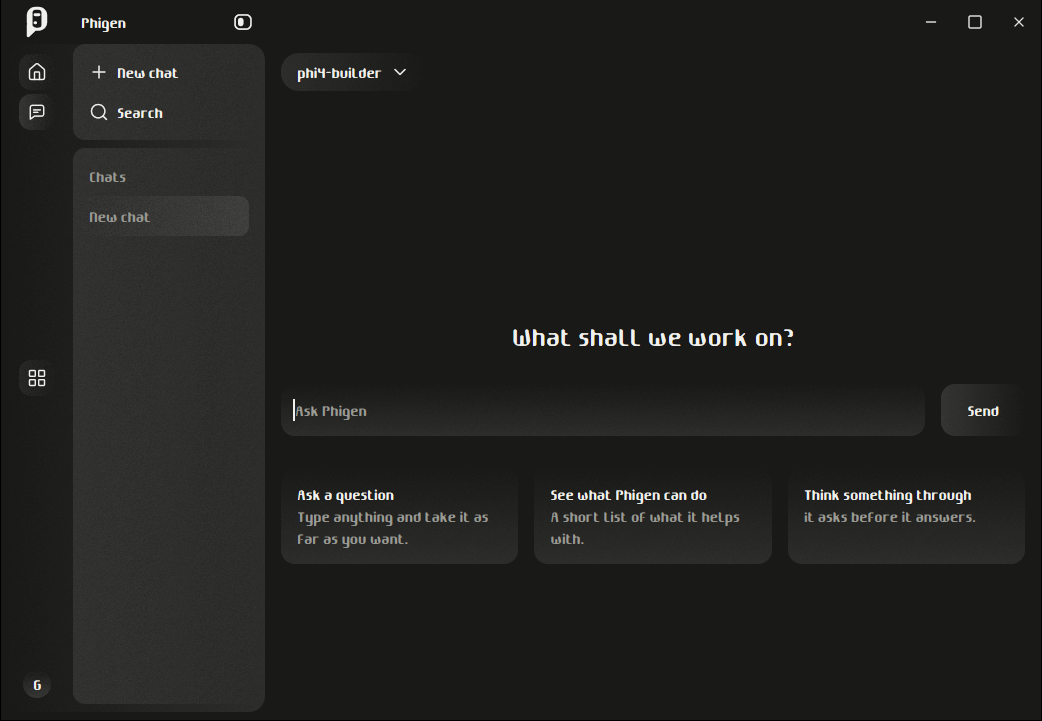 Phigen
New chat
Search
phi4-builder
Chats
New chat
What shall we work on?
Ask Phigen
Send
Ask a question
Type anything and take it as
far as you want.
See what Phigen can do
A short list of what it helps
with.
Think something through
it asks before it answers.
G